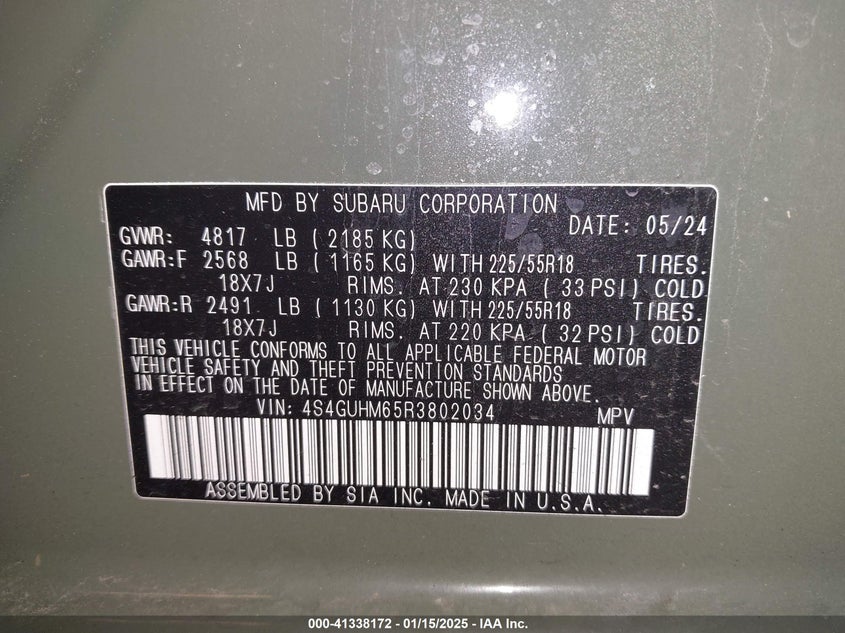 MFD BY SUBARU CORPORATION
DATE: 05/24
GVWR: 4817 LB ( 2185 KG)
GAWR:F 2568 LB ( 1165 KG) WITH 225/55R18 TIRES.
18X7J RIMS. AT 230 KPA ( 33 PSI) COLD
GAWR:R 2491 LB ( 1130 KG) WITH 225/55R18 TIRES.
18X7J RIMS. AT 220 KPA ( 32 PSI) COLD
THIS VEHICLE CONFORMS TO ALL APPLICABLE FEDERAL MOTOR
VEHICLE SAFETY AND THEFT PREVENTION STANDARDS
IN EFFECT ON THE DATE OF MANUFACTURE SHOWN ABOVE.
VIN: 4S4GUHM65R3802034 MPV
ASSEMBLED BY SIA INC. MADE IN U.S.A.
000-41338172 - 01/15/2025 - IAA Inc.